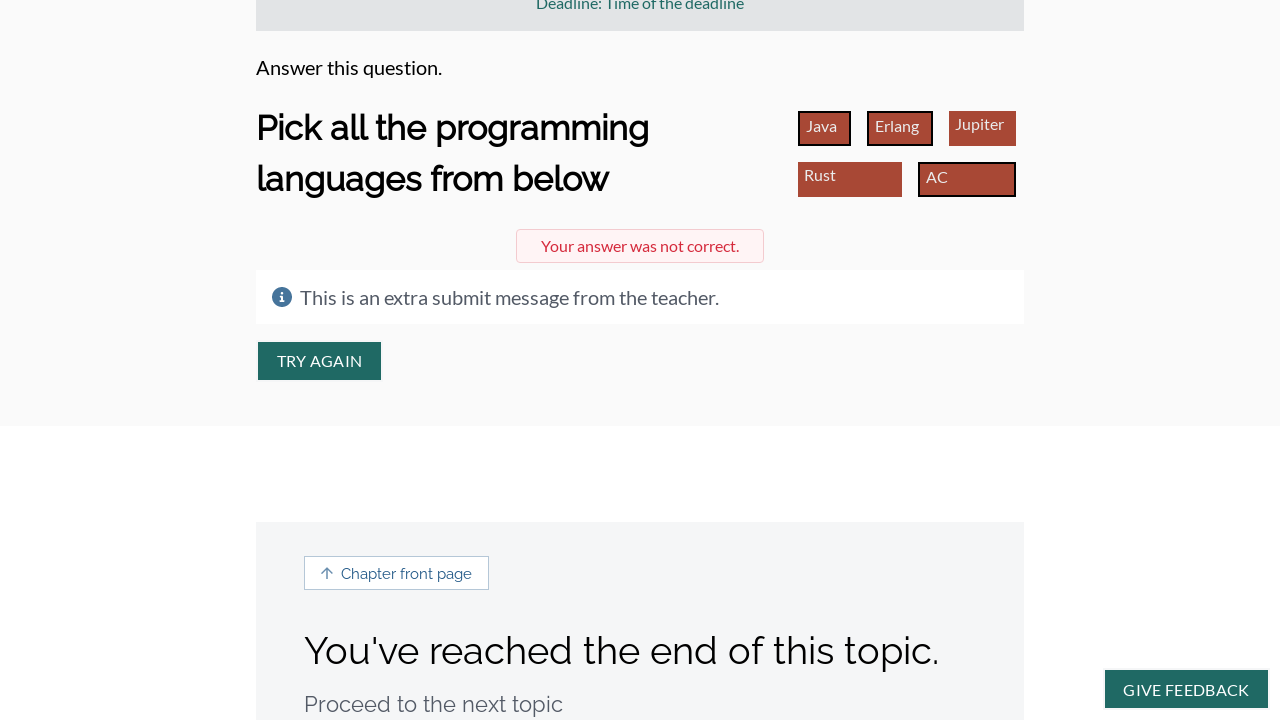 Deadline: Time of the deadline
Answer this question.
Pick all the programming
languages from below
Java
Erlang
Jupiter
Rust
AC
Your answer was not correct.
This is an extra submit message from the teacher.
TRY AGAIN
Chapter front page
You've reached the end of this topic.
Proceed to the next topic
GIVE FEEDBACK